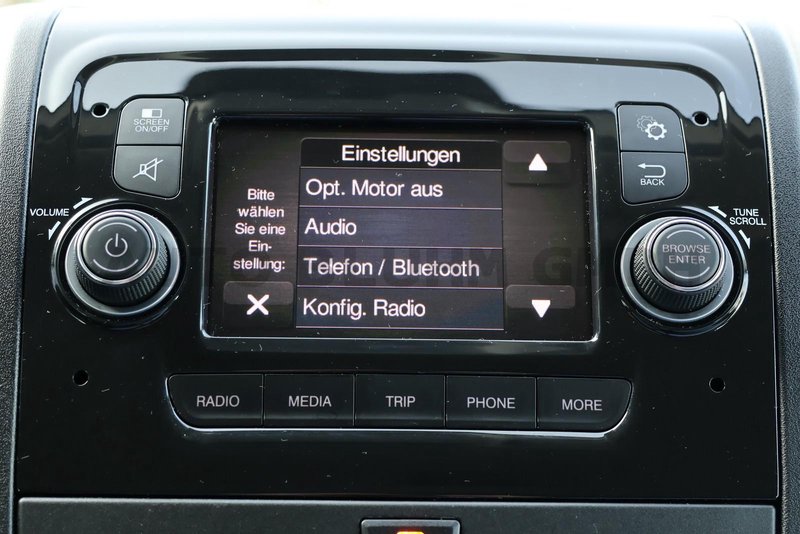 SCREEN
ON/OFF
VOLUME
Einstellungen
Bitte
wählen
Sie eine
Ein-
stellung:
Opt. Motor aus
Audio
Telefon / Bluetooth
Konfig. Radio
BACK
TUNE
SCROLL
BROWSE
ENTER
RADIO
MEDIA
TRIP
PHONE
MORE